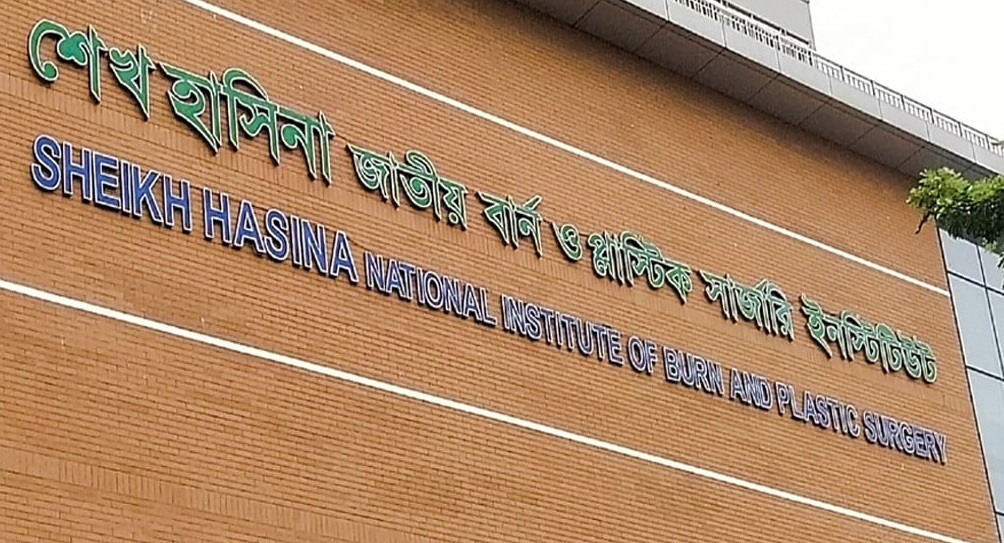 শেখ হাসিনা জাতীয় বার্ন ও প্লাস্টিক সার্জারি ইনস্টিটিউট
SHEIKH HASINA NATIONAL INSTITUTE OF BURN AND PLASTIC SURGERY